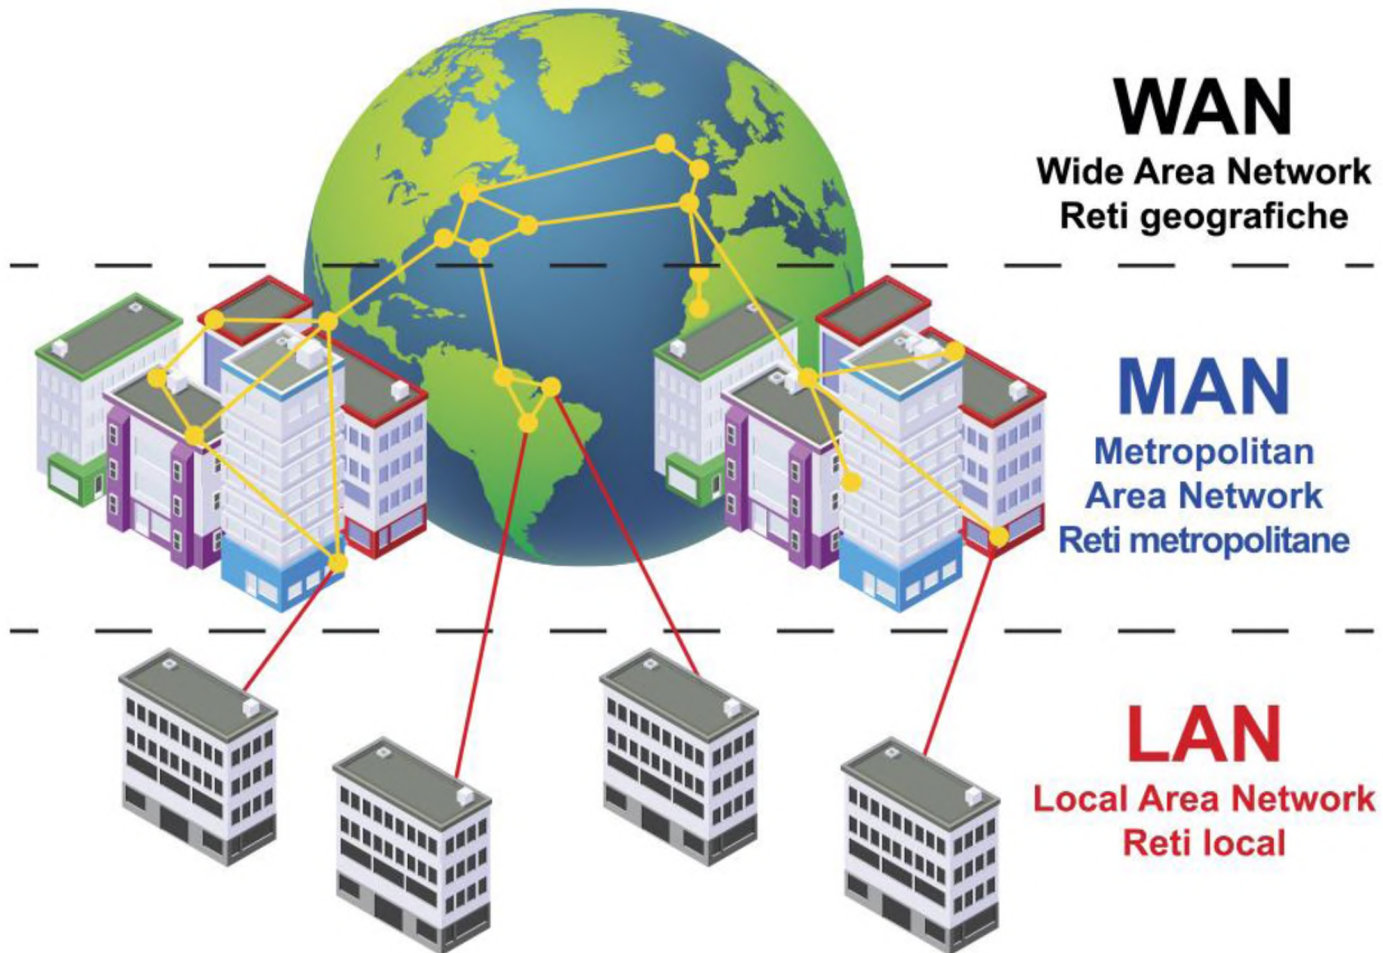 WAN
Wide Area Network
Reti geografiche
MAN
Metropolitan
Area Network
Reti metropolitane
LAN
Local Area Network
Reti local